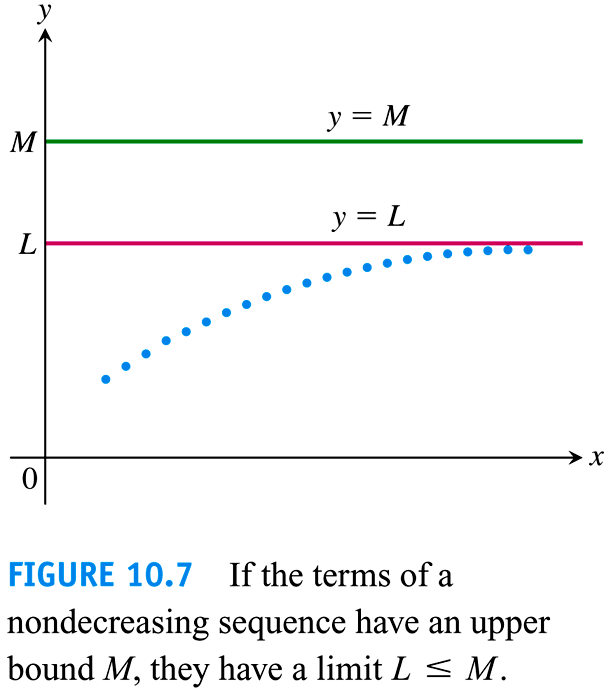 y
y = M
M
y = L
L
x
0
FIGURE 10.7 If the terms of a
nondecreasing sequence have an upper
bound M, they have a limit L ≤ M.